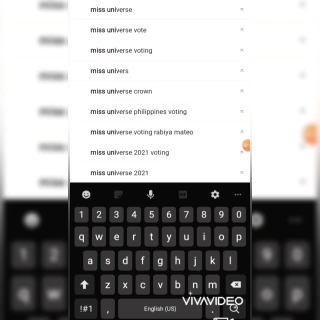 miss universe
miss universe vote
miss universe voting
miss univers
miss universe crown
miss universe philippines voting
miss universe voting rabiya mateo
miss universe 2021 voting
miss universe 2021
1 2 3 4 5 6 7 8 9 0
q w e r t y u i o p
a s d f g h j k l
z x c v b n m
!#1 , English (US) .
VIVAVIDEO